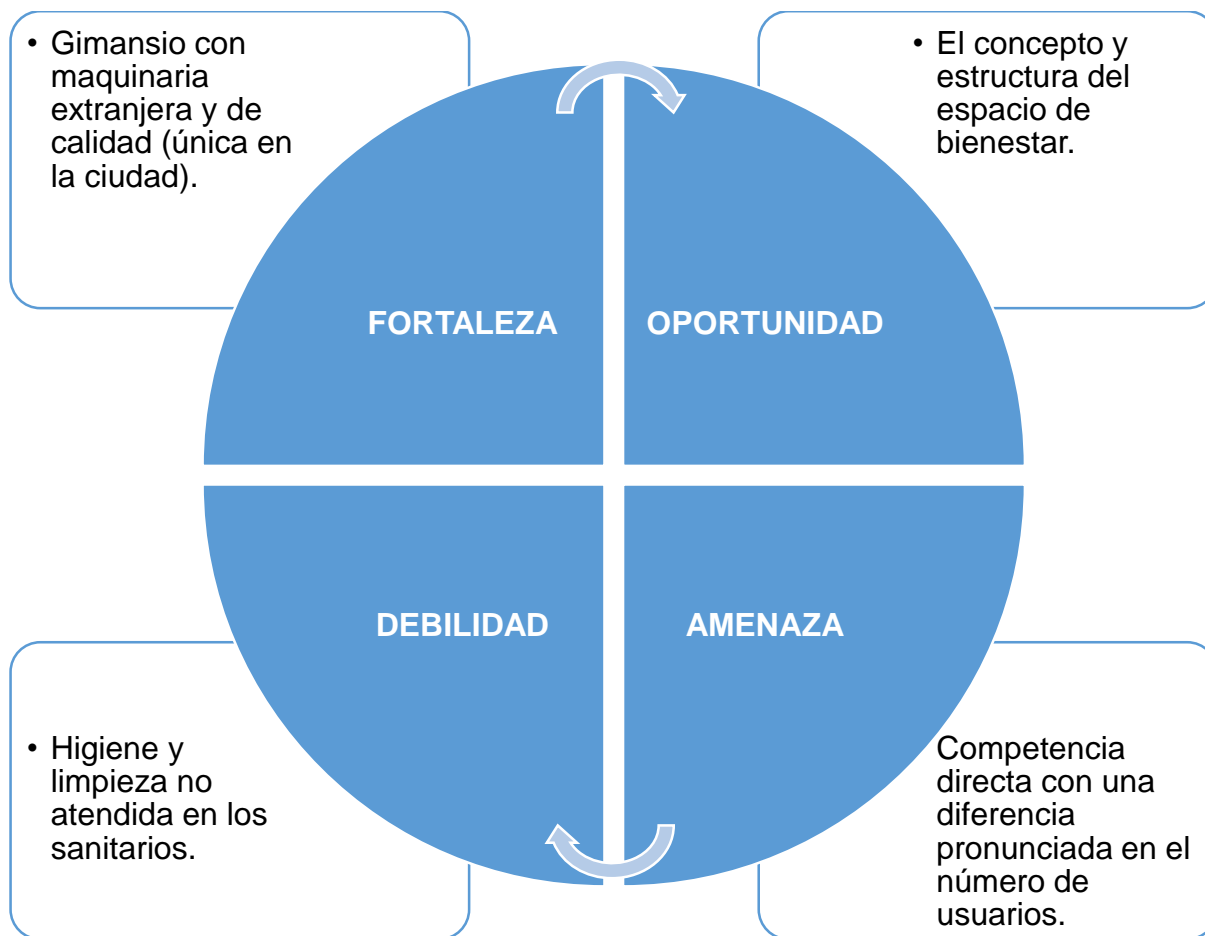 • Gimansio con
maquinaria
extranjera y de
calidad (única en
la ciudad).
• El concepto y
estructura del
espacio de
bienestar.
FORTALEZA
OPORTUNIDAD
DEBILIDAD
AMENAZA
• Higiene y
limpieza no
atendida en los
sanitarios.
Competencia
directa con una
diferencia
pronunciada en el
número de
usuarios.